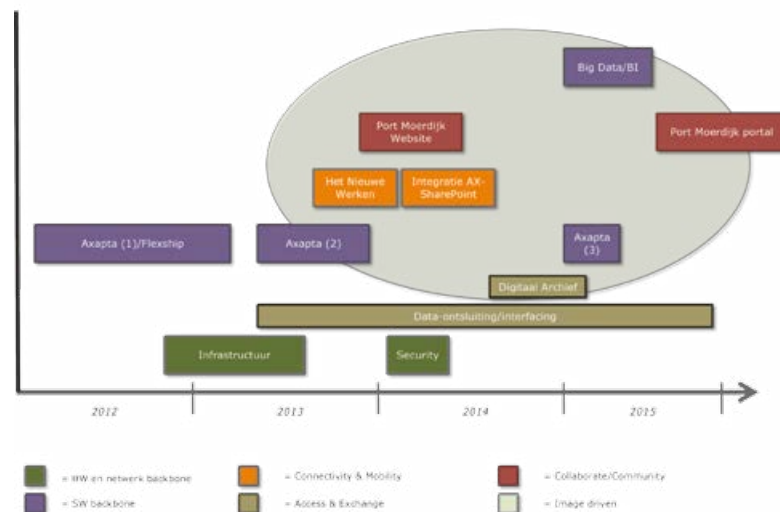 Big Data/BI
Port Moerdijk
Website
Port Moerdijk portal
Het Nieuwe
Werken
Integratie AX-
SharePoint
Axapta (1)/Flexship
Axapta (2)
Axapta
(3)
Digitaal Archief
Data-ontsluiting/interfacing
Infrastructuur
Security
2012
2013
2014
2015
= HW en netwerk backbone
= Connectivity & Mobility
= Collaborate/Community
= SW backbone
= Access & Exchange
= Image driven